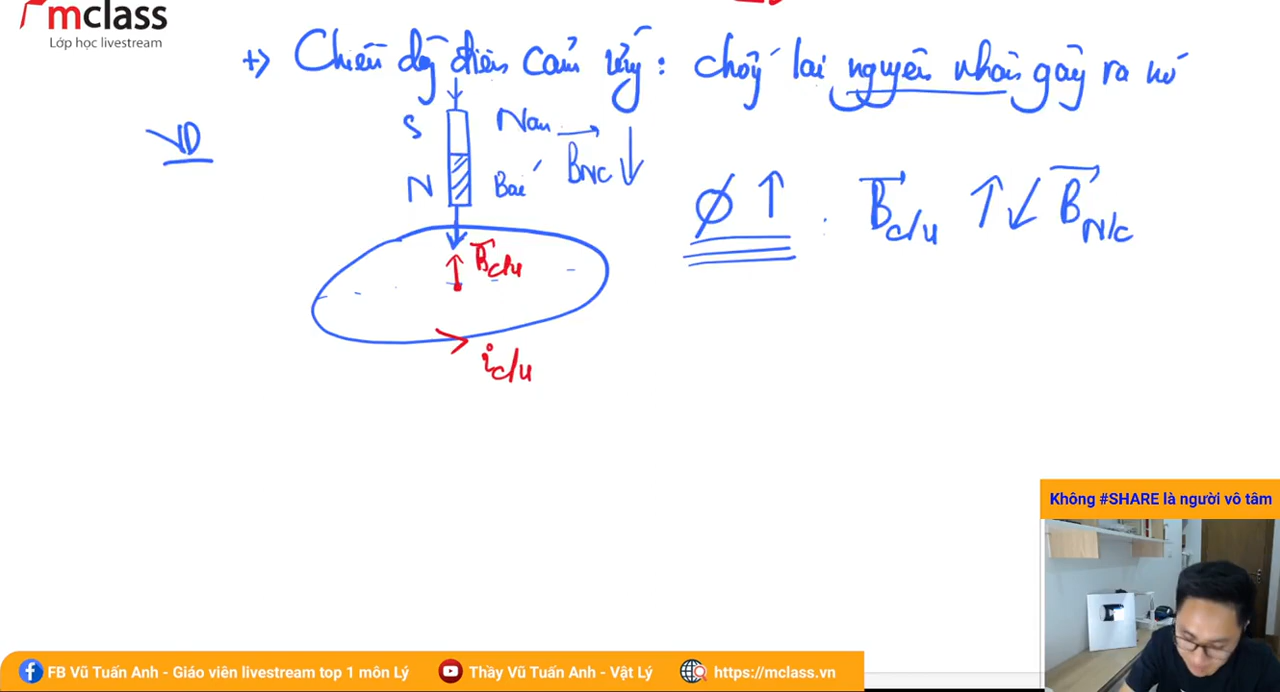 mclass
Lớp học livestream
+> Chiều dòng điện cảm ứng: chống lại nguyên nhân gây ra nó
VD
S Nam
N Bắc
B NC ↓
Ø ↑ : B c/ư ↑↙ B N/c
B c/ư
i c/ư
Không #SHARE là người vô tâm
FB Vũ Tuấn Anh - Giáo viên livestream top 1 môn Lý
Thầy Vũ Tuấn Anh - Vật Lý
https://mclass.vn